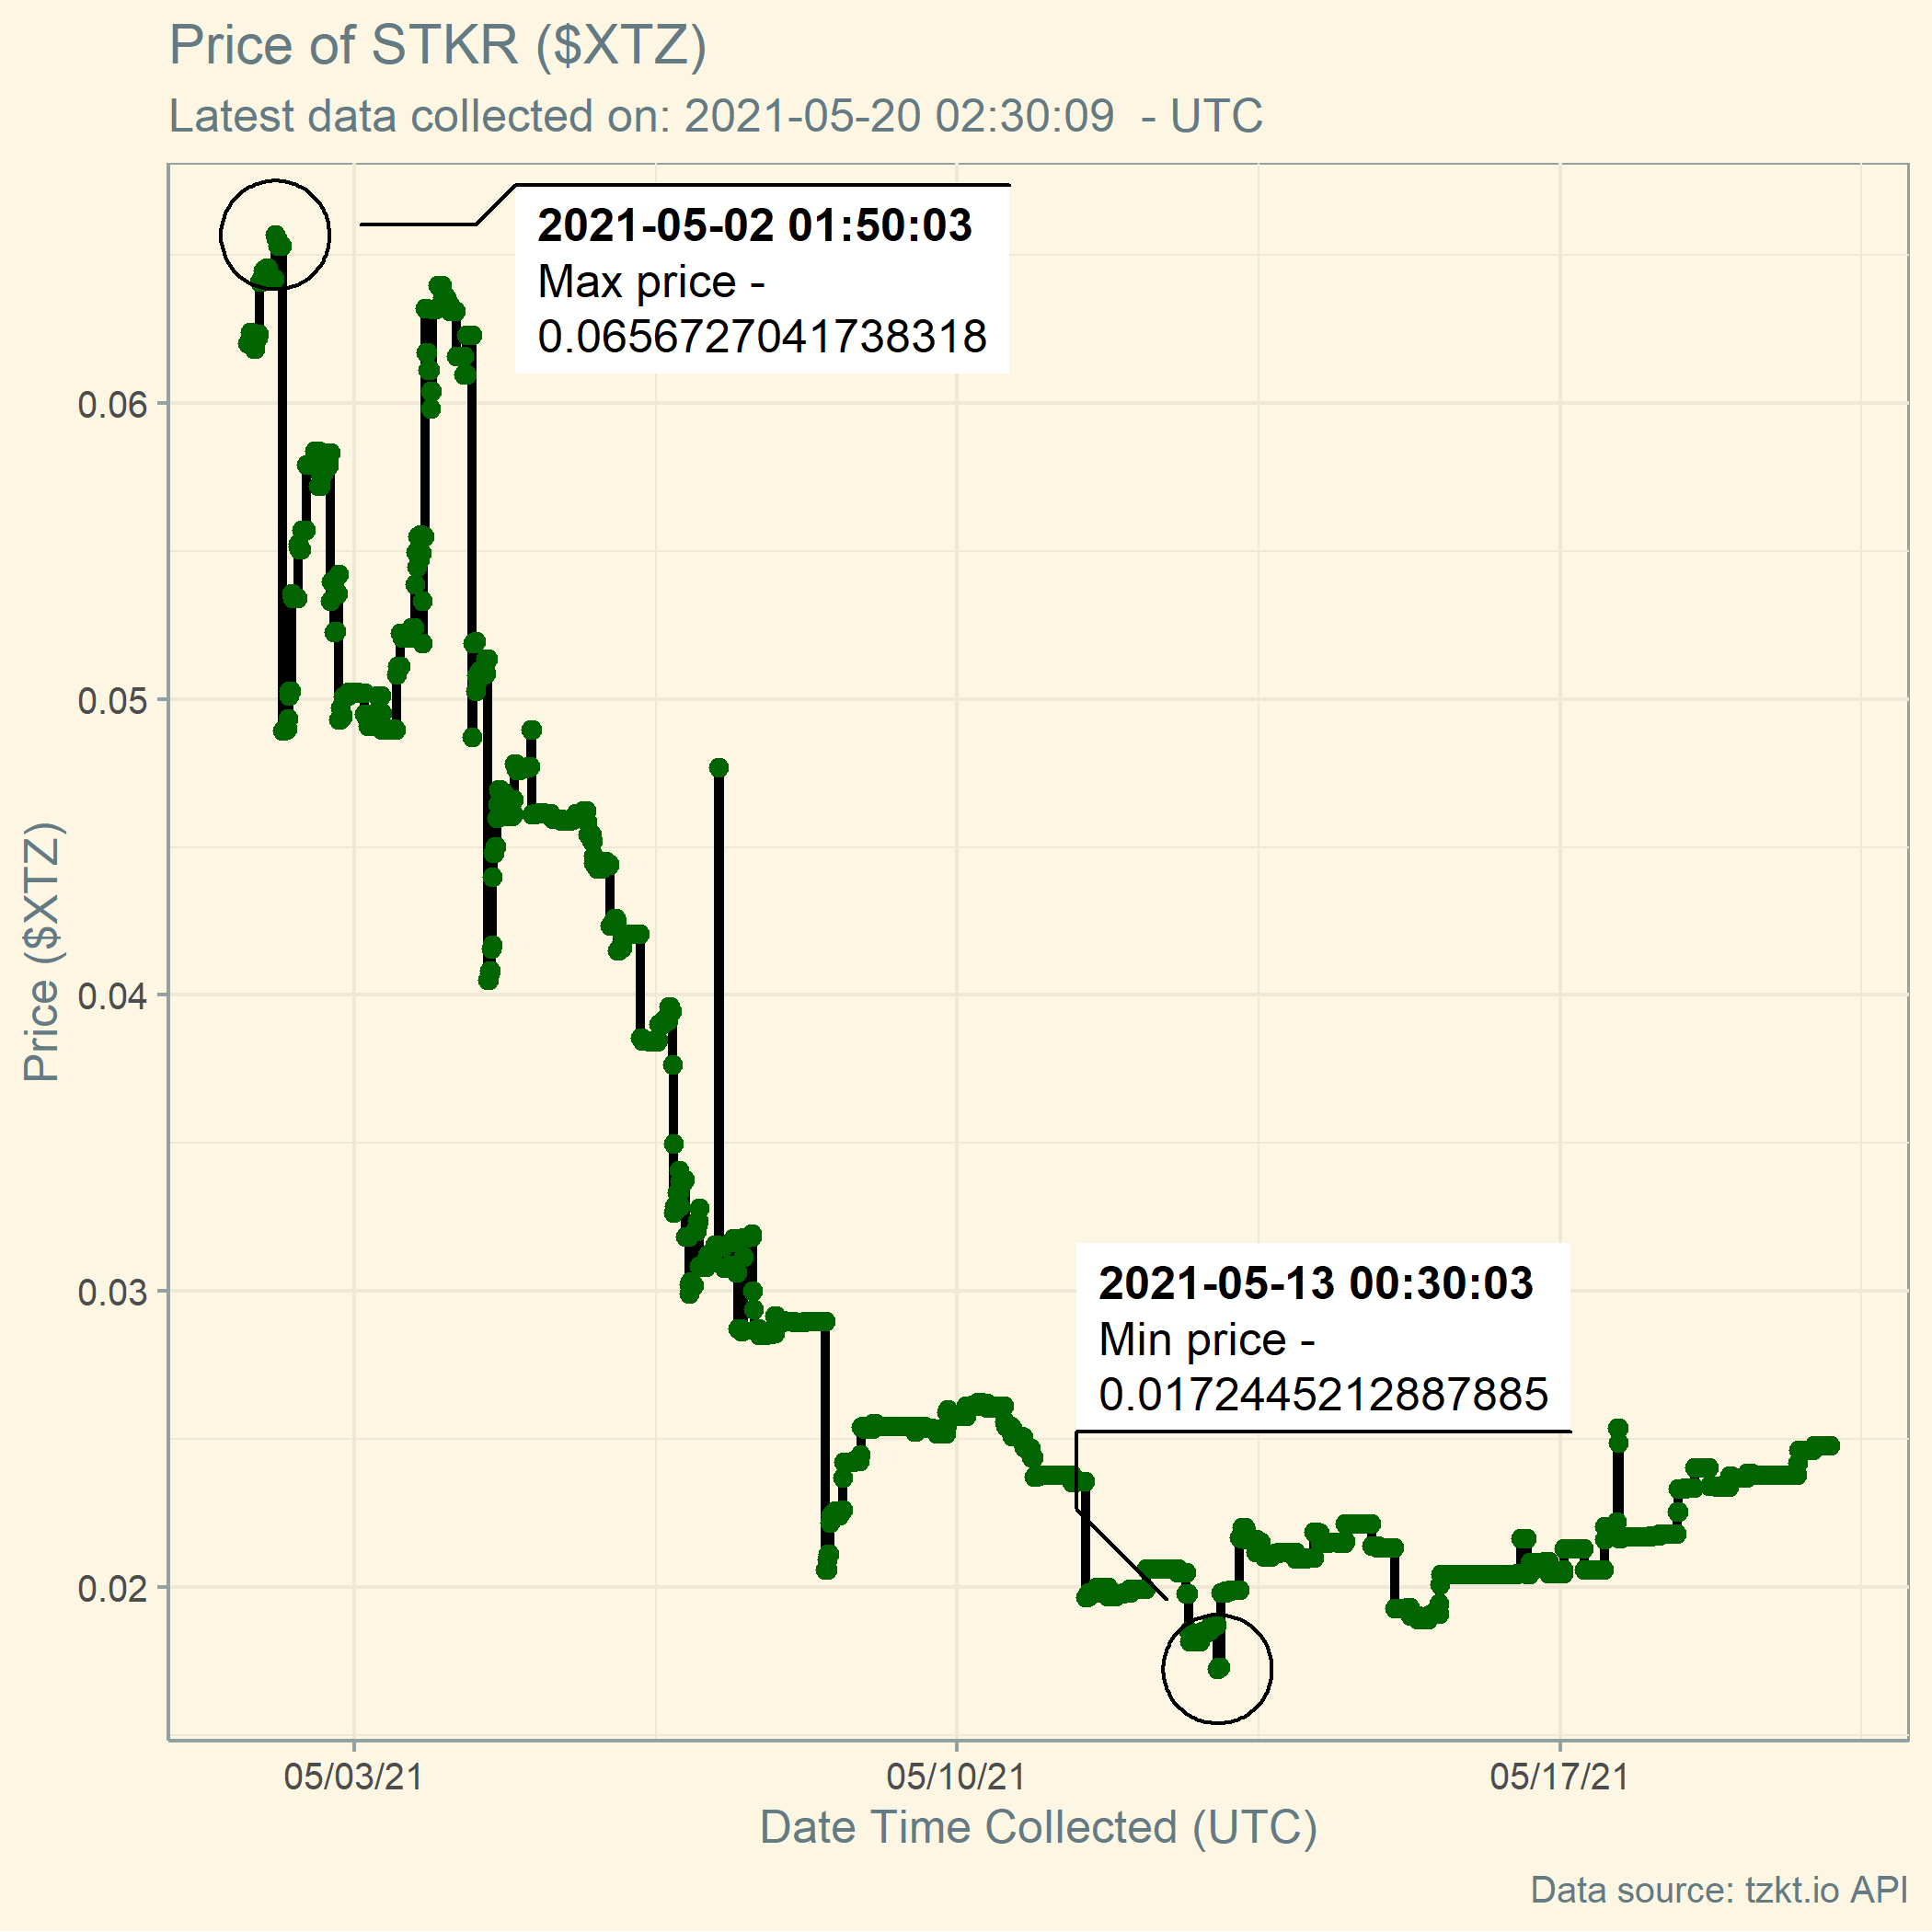 Price of STKR ($XTZ)
Latest data collected on: 2021-05-20 02:30:09  - UTC
2021-05-02 01:50:03
Max price -
0.0656727041738318
0.06
0.05
0.04
0.03
0.02
Price ($XTZ)
2021-05-13 00:30:03
Min price -
0.0172445212887885
05/03/21
05/10/21
05/17/21
Date Time Collected (UTC)
Data source: tzkt.io API